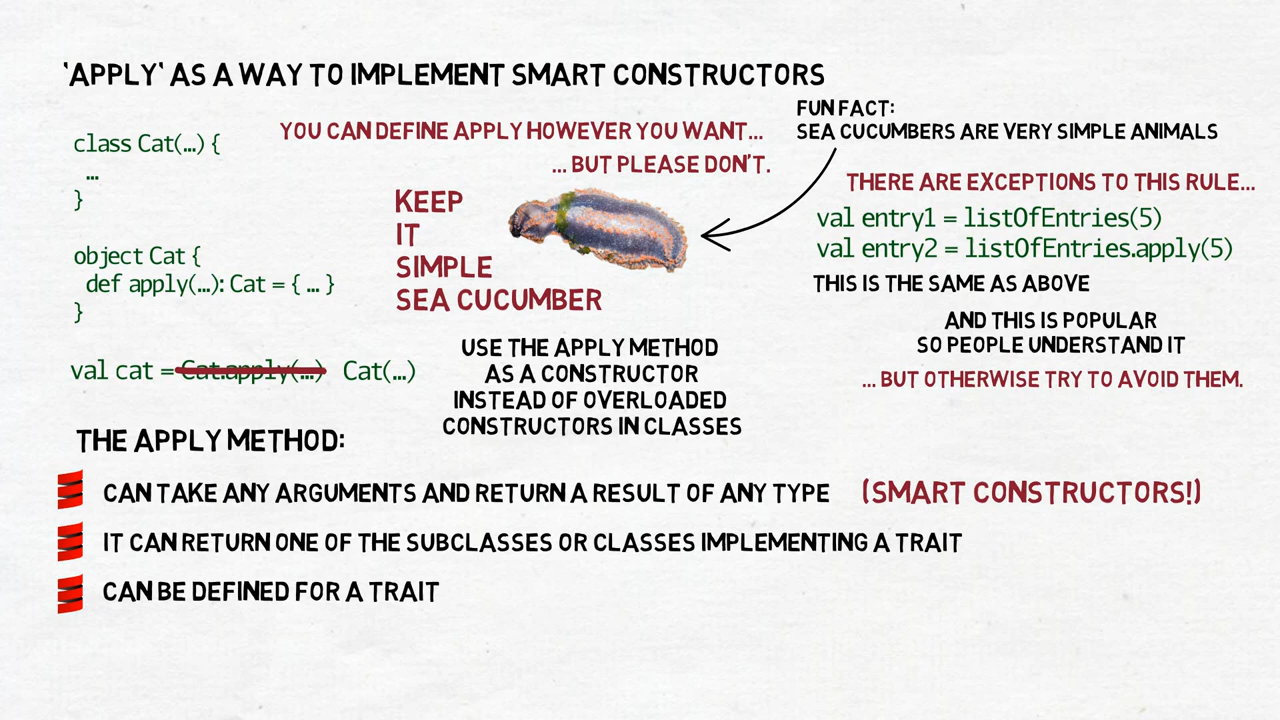 'APPLY' AS A WAY TO IMPLEMENT SMART CONSTRUCTORS
class Cat(…) {
…
}
object Cat {
def apply(…): Cat = { … }
}
val cat = Cat.apply(…) Cat(…)
YOU CAN DEFINE APPLY HOWEVER YOU WANT...
... BUT PLEASE DON'T.
KEEP
IT
SIMPLE
SEA CUCUMBER
USE THE APPLY METHOD
AS A CONSTRUCTOR
INSTEAD OF OVERLOADED
CONSTRUCTORS IN CLASSES
FUN FACT:
SEA CUCUMBERS ARE VERY SIMPLE ANIMALS
THERE ARE EXCEPTIONS TO THIS RULE...
val entry1 = listOfEntries(5)
val entry2 = listOfEntries.apply(5)
THIS IS THE SAME AS ABOVE
AND THIS IS POPULAR
SO PEOPLE UNDERSTAND IT
... BUT OTHERWISE TRY TO AVOID THEM.
THE APPLY METHOD:
CAN TAKE ANY ARGUMENTS AND RETURN A RESULT OF ANY TYPE (SMART CONSTRUCTORS!)
IT CAN RETURN ONE OF THE SUBCLASSES OR CLASSES IMPLEMENTING A TRAIT
CAN BE DEFINED FOR A TRAIT